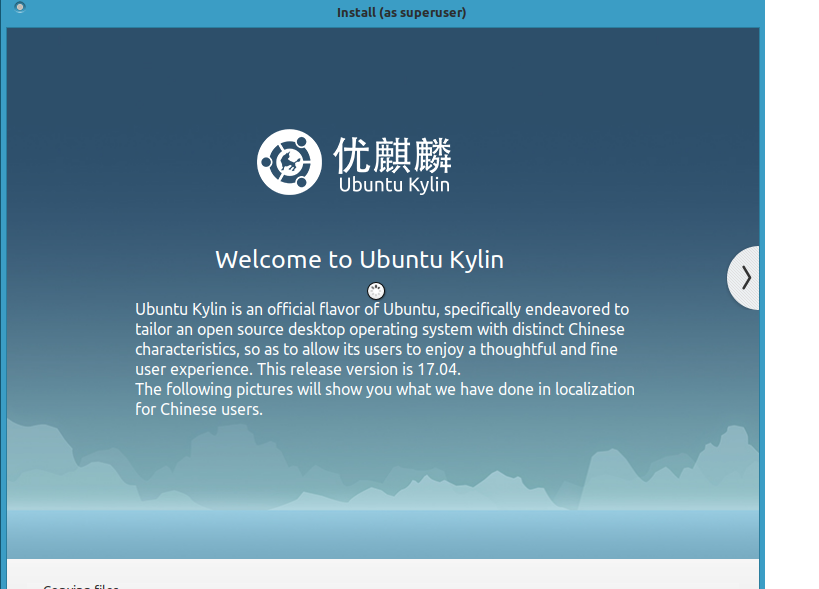 Install (as superuser)
优麒麟
Ubuntu Kylin
Welcome to Ubuntu Kylin
Ubuntu Kylin is an official flavor of Ubuntu, specifically endeavored to
tailor an open source desktop operating system with distinct Chinese
characteristics, so as to allow its users to enjoy a thoughtful and fine
user experience. This release version is 17.04.
The following pictures will show you what we have done in localization
for Chinese users.
Copying files